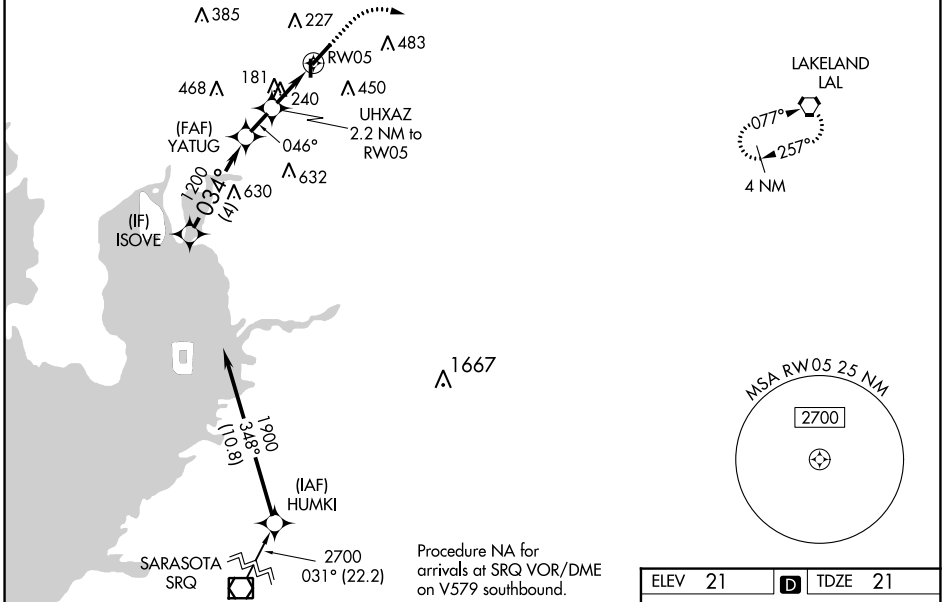 385
227
483
RW05
LAKELAND
LAL
468
181
240
450
UHXAZ
2.2 NM to
RW05
077°
257°
4 NM
(FAF)
YATUG
046°
632
630
1200
034°
(4)
(IF)
ISOVE
1667
MSA RW05 25 NM
2700
1900
348°
(10.8)
(IAF)
HUMKI
SARASOTA
SRQ
2700
031° (22.2)
Procedure NA for
arrivals at SRQ VOR/DME
on V579 southbound.
ELEV 21 D TDZE 21